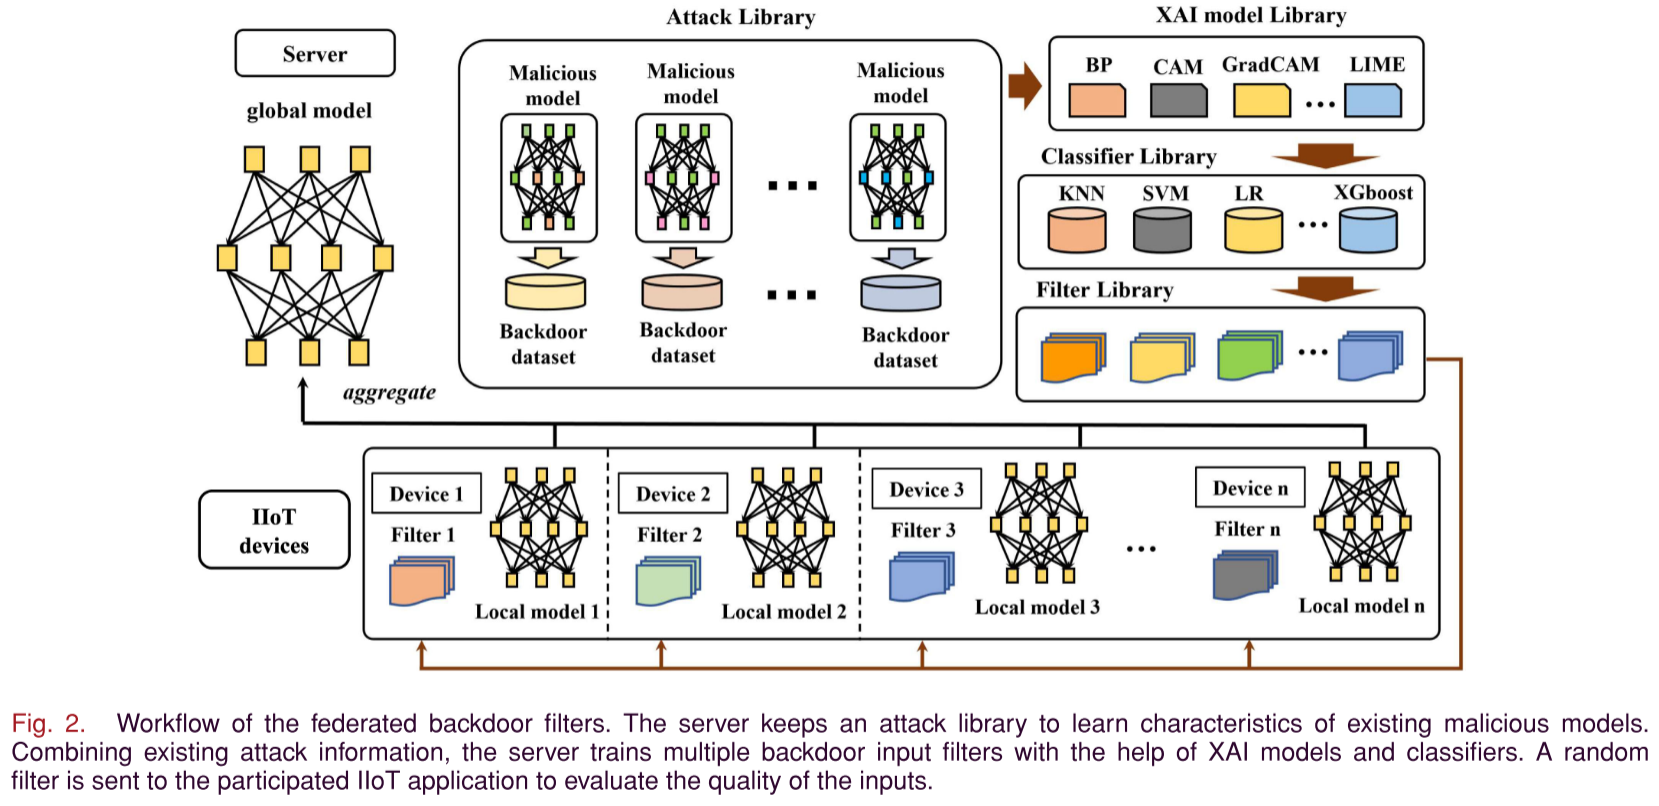 Attack Library
XAI model Library
Server
global model
Malicious
model
Malicious
model
Malicious
model
Backdoor
dataset
Backdoor
dataset
Backdoor
dataset
BP CAM GradCAM LIME
Classifier Library
KNN SVM LR XGboost
Filter Library
aggregate
IIoT
devices
Device 1
Filter 1
Local model 1
Device 2
Filter 2
Local model 2
Device 3
Filter 3
Local model 3
Device n
Filter n
Local model n
Fig. 2. Workflow of the federated backdoor filters. The server keeps an attack library to learn characteristics of existing malicious models.
Combining existing attack information, the server trains multiple backdoor input filters with the help of XAI models and classifiers. A random
filter is sent to the participated IIoT application to evaluate the quality of the inputs.